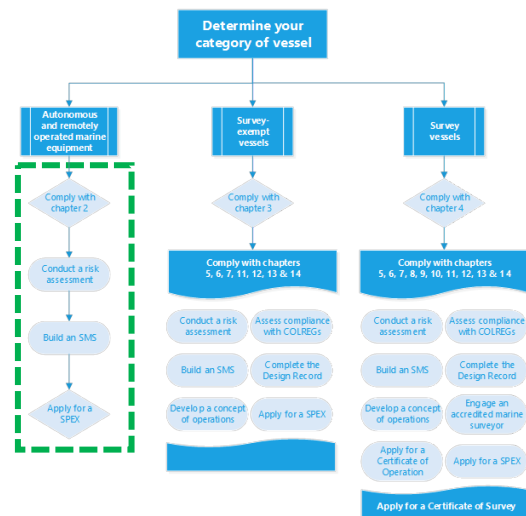 Determine your
category of vessel
Autonomous
and remotely
operated marine
equipment
Survey-
exempt
vessels
Survey
vessels
Comply with
chapter 2
Comply with
chapter 3
Comply with
chapter 4
Conduct a risk
assessment
Build an SMS
Apply for a
SPEX
Comply with chapters
5, 6, 7, 11, 12, 13 & 14
Conduct a risk
assessment
Assess compliance
with COLREGs
Build an SMS
Complete the
Design Record
Develop a concept
of operations
Apply for a SPEX
Comply with chapters
5, 6, 7, 8, 9, 10, 11, 12, 13 & 14
Conduct a risk
assessment
Assess compliance
with COLREGs
Build an SMS
Complete the
Design Record
Develop a concept
of operations
Engage an
accredited marine
surveyor
Apply for a
Certificate of
Operation
Apply for a SPEX
Apply for a Certificate of Survey